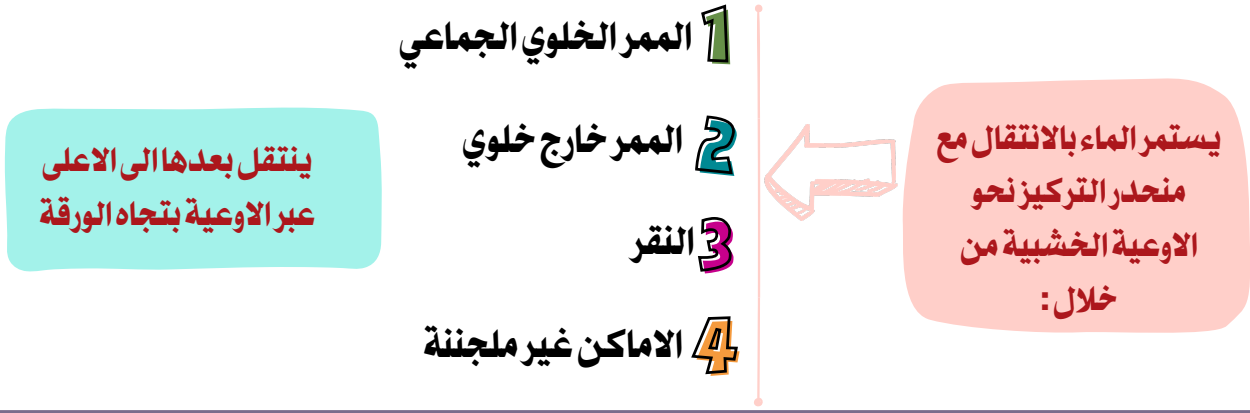 يستمر الماء بالانتقال مع
منحدر التركيز نحو
الاوعية الخشبية من
خلال :
1 الممر الخلوي الجماعي
2 الممر خارج خلوي
3 النقر
4 الاماكن غير ملجننة
ينتقل بعدها الى الاعلى
عبر الاوعية بتجاه الورقة